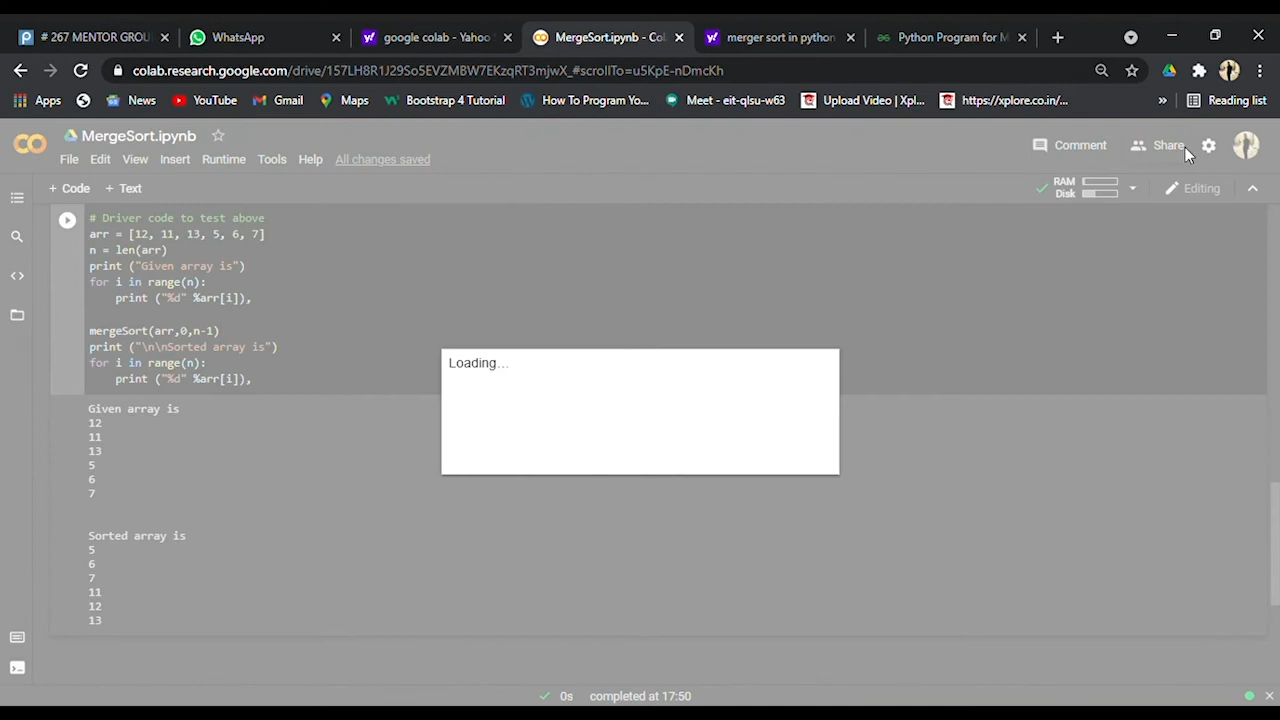 # 267 MENTOR GROU
WhatsApp
google colab - Yahoo
MergeSort.ipynb - Col
merger sort in python
Python Program for M
colab.research.google.com/drive/157LH8R1J29So5EVZMBW7EKzqRT3mjwX_#scrollTo=u5KpE-nDmcKh
Apps
News
YouTube
Gmail
Maps
Bootstrap 4 Tutorial
How To Program Yo...
Meet - eit-qlsu-w63
Upload Video | Xpl...
https://xplore.co.in/...
»
Reading list
MergeSort.ipynb
Comment
Share
File Edit View Insert Runtime Tools Help All changes saved
+ Code + Text
RAM
Disk
Editing
# Driver code to test above
arr = [12, 11, 13, 5, 6, 7]
n = len(arr)
print ("Given array is")
for i in range(n):
    print ("%d" %arr[i]),
mergeSort(arr,0,n-1)
print ("\n\nSorted array is")
for i in range(n):
    print ("%d" %arr[i]),
Loading...
Given array is
12
11
13
5
6
7
Sorted array is
5
6
7
11
12
13
0s completed at 17:50